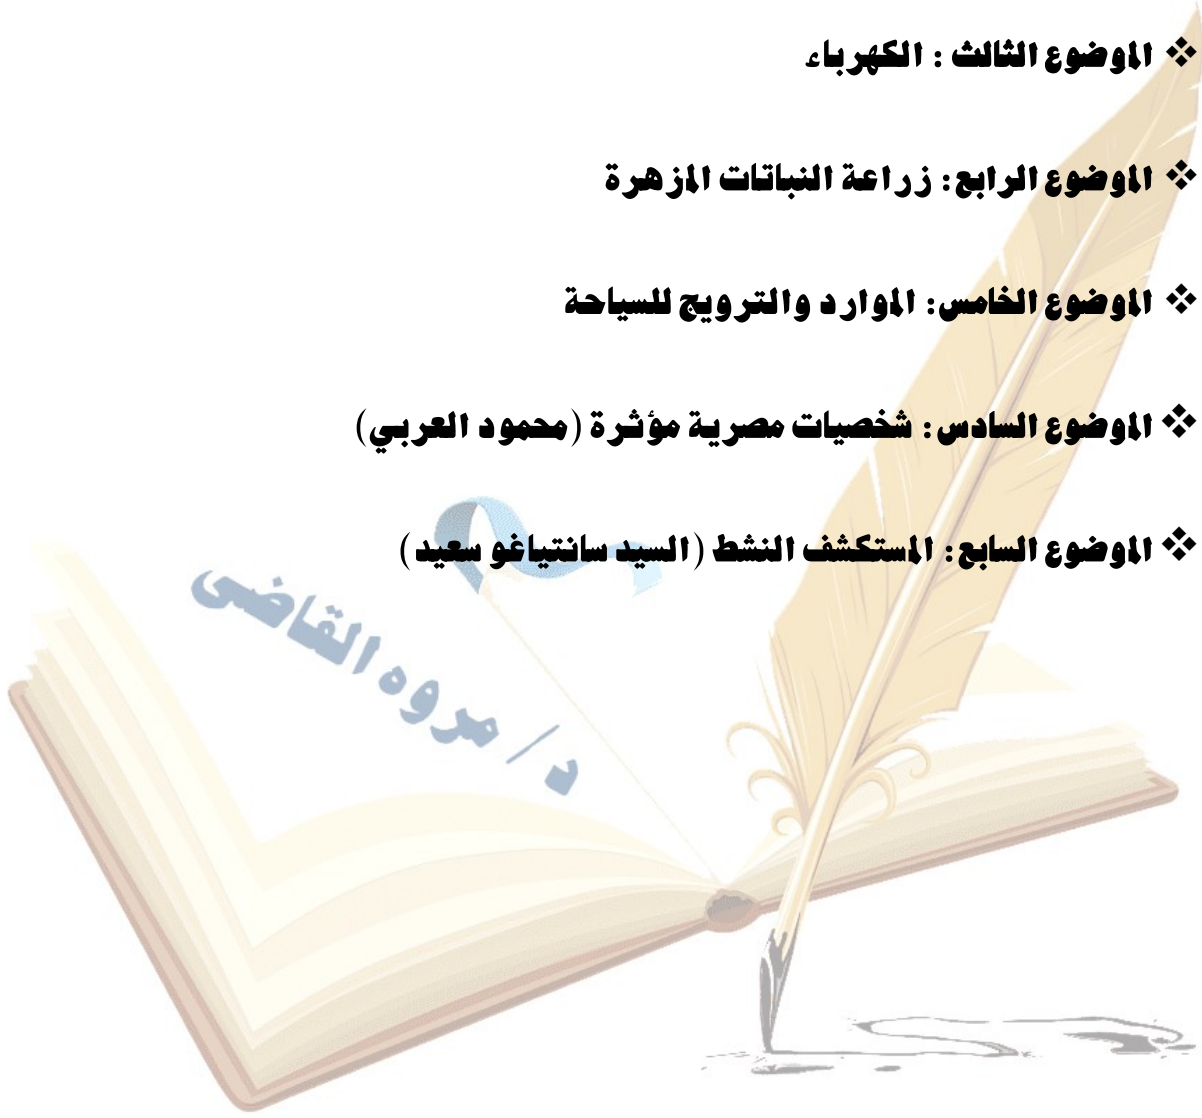 ❖ الموضوع الثالث : الكهرباء
❖ الموضوع الرابع: زراعة النباتات المزهرة
❖ الموضوع الخامس: الموارد والترويج للسياحة
❖ الموضوع السادس: شخصيات مصرية مؤثرة (محمود العربي)
❖ الموضوع السابع: المستكشف النشط (السيد سانتياغو سعيد)
د/ مروه القاضى